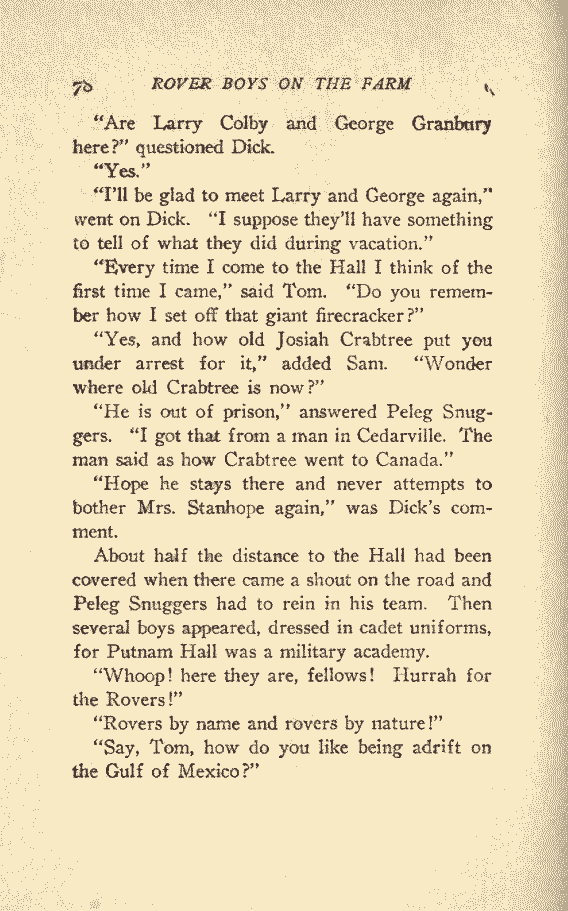 70 ROVER BOYS ON THE FARM
“Are Larry Colby and George Granbury
here?” questioned Dick.
“Yes.”
“I’ll be glad to meet Larry and George again,”
went on Dick. “I suppose they’ll have something
to tell of what they did during vacation.”
“Every time I come to the Hall I think of the
first time I came,” said Tom. “Do you remem-
ber how I set off that giant firecracker?”
“Yes, and how old Josiah Crabtree put you
under arrest for it,” added Sam. “Wonder
where old Crabtree is now?”
“He is out of prison,” answered Peleg Snug-
gers. “I got that from a man in Cedarville. The
man said as how Crabtree went to Canada.”
“Hope he stays there and never attempts to
bother Mrs. Stanhope again,” was Dick’s com-
ment.
About half the distance to the Hall had been
covered when there came a shout on the road and
Peleg Snuggers had to rein in his team. Then
several boys appeared, dressed in cadet uniforms,
for Putnam Hall was a military academy.
“Whoop! here they are, fellows! Hurrah for
the Rovers!”
“Rovers by name and rovers by nature!”
“Say, Tom, how do you like being adrift on
the Gulf of Mexico?”